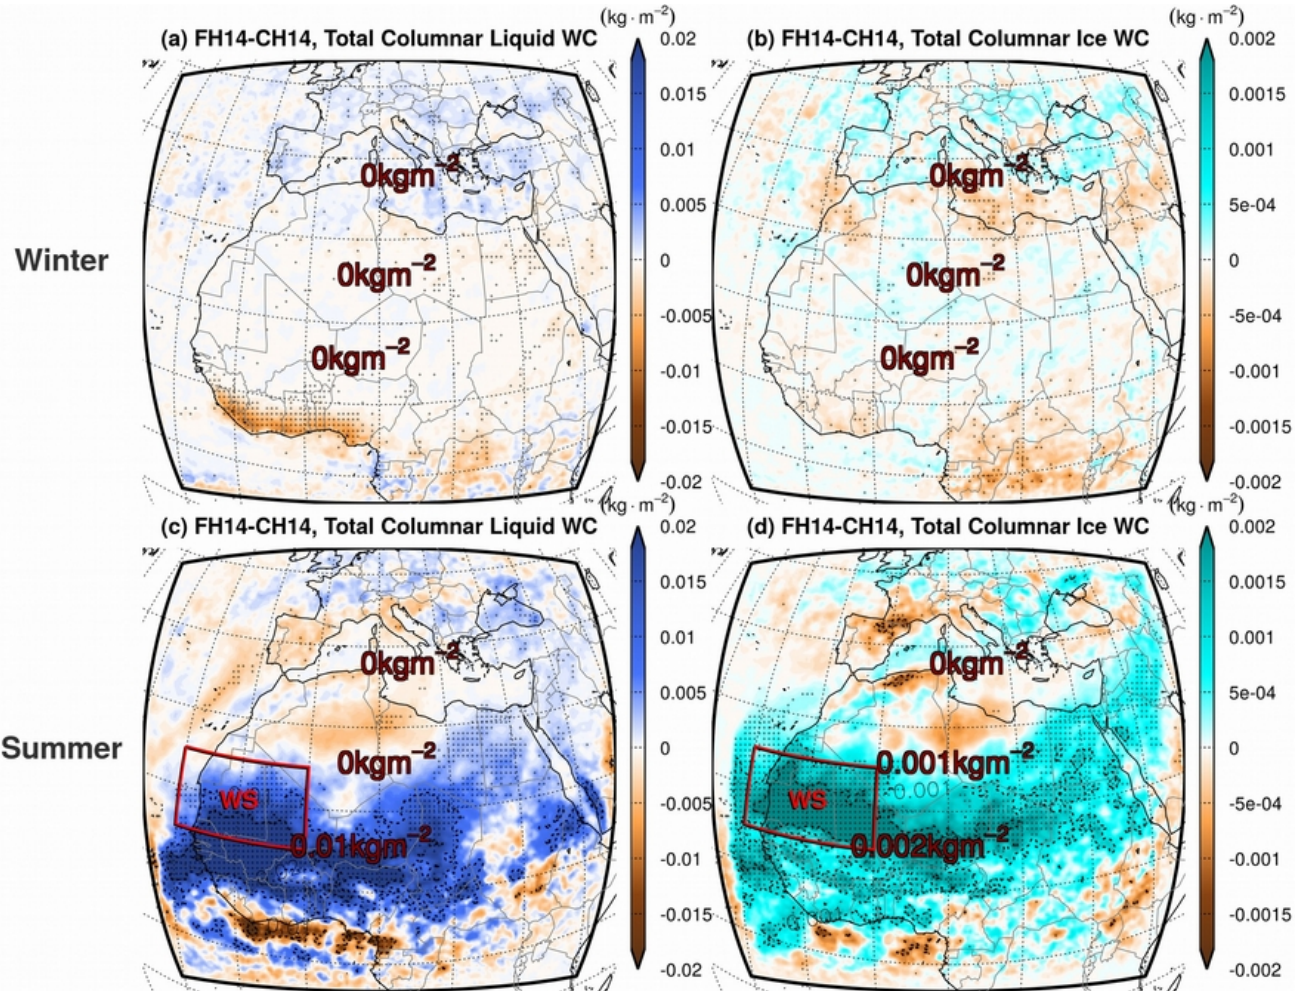 (kg · m−2)
(kg · m−2)
(a) FH14-CH14, Total Columnar Liquid WC
(b) FH14-CH14, Total Columnar Ice WC
0.02
0.015
0.01
0.005
0
-0.005
-0.01
-0.015
-0.02
0.002
0.0015
0.001
5e-04
0
-5e-04
-0.001
-0.0015
-0.002
Winter
0kgm−2
0kgm−2
0kgm−2
0kgm−2
0kgm−2
0kgm−2
(kg · m−2)
(kg · m−2)
(c) FH14-CH14, Total Columnar Liquid WC
(d) FH14-CH14, Total Columnar Ice WC
0.02
0.015
0.01
0.005
0
-0.005
-0.01
-0.015
-0.02
0.002
0.0015
0.001
5e-04
0
-5e-04
-0.001
-0.0015
-0.002
Summer
0kgm−2
0kgm−2
WS
0.01kgm−2
0kgm−2
0.001kgm−2
0.001
WS
0.002kgm−2